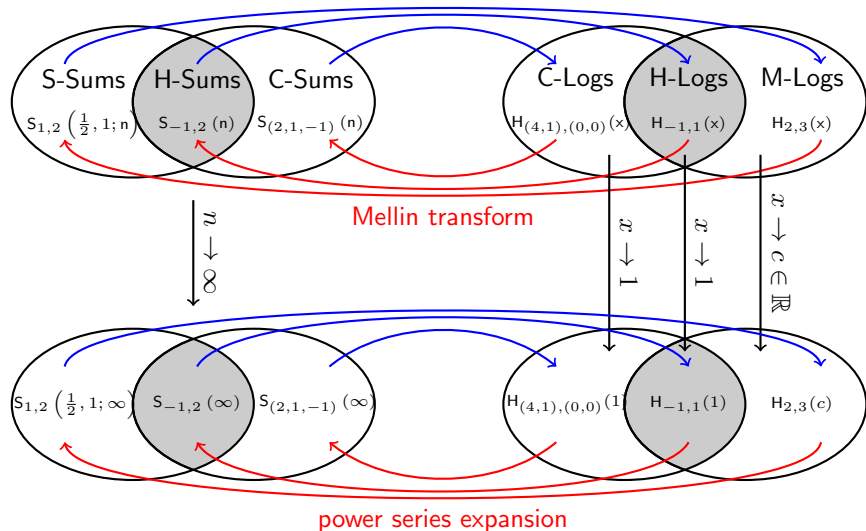 S-Sums H-Sums C-Sums C-Logs H-Logs M-Logs
S₁,₂(½, 1; n) S₋₁,₂(n) S₍₂,₁,₋₁₎(n) H₍₄,₁₎,₍₀,₀₎(x) H₋₁,₁(x) H₂,₃(x)
Mellin transform
n → ∞
x → 1
x → 1
x → c ∈ ℝ
S₁,₂(½, 1; ∞) S₋₁,₂(∞) S₍₂,₁,₋₁₎(∞) H₍₄,₁₎,₍₀,₀₎(1) H₋₁,₁(1) H₂,₃(c)
power series expansion